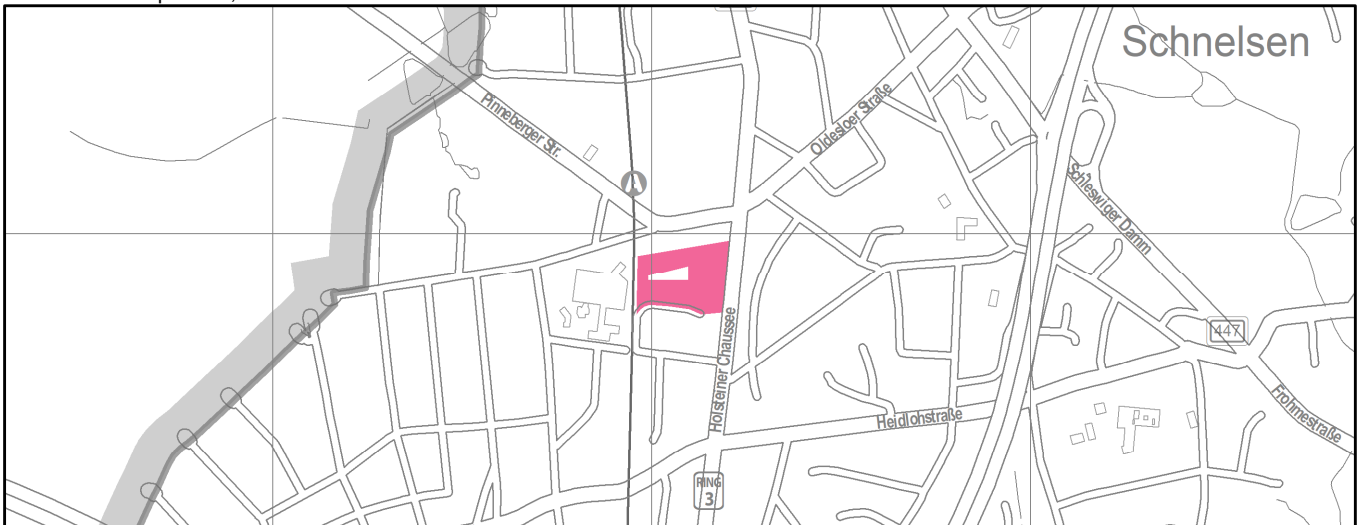 Schnelsen
Pinneberger Str.
Oldesloer Straße
Schleswiger Damm
Holsteiner Chaussee
447
Heidlohstraße
Frohmestraße
RING
3